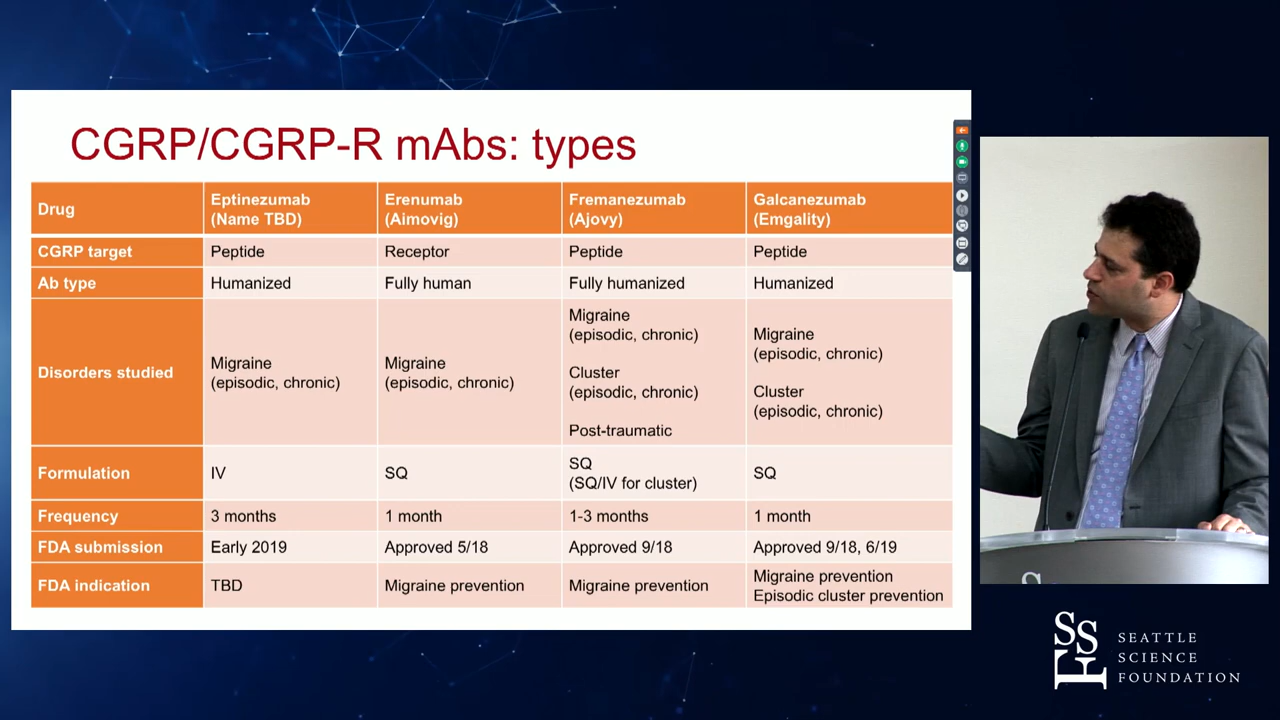 CGRP/CGRP-R mAbs: types
Drug
Eptinezumab
(Name TBD)
Erenumab
(Aimovig)
Fremanezumab
(Ajovy)
Galcanezumab
(Emgality)
CGRP target
Peptide
Receptor
Peptide
Peptide
Ab type
Humanized
Fully human
Fully humanized
Humanized
Disorders studied
Migraine
(episodic, chronic)
Migraine
(episodic, chronic)
Migraine
(episodic, chronic)
Cluster
(episodic, chronic)
Post-traumatic
Migraine
(episodic, chronic)
Cluster
(episodic, chronic)
Formulation
IV
SQ
SQ
(SQ/IV for cluster)
SQ
Frequency
3 months
1 month
1-3 months
1 month
FDA submission
Early 2019
Approved 5/18
Approved 9/18
Approved 9/18, 6/19
FDA indication
TBD
Migraine prevention
Migraine prevention
Migraine prevention
Episodic cluster prevention
S
SSF
SEATTLE
SCIENCE
FOUNDATION